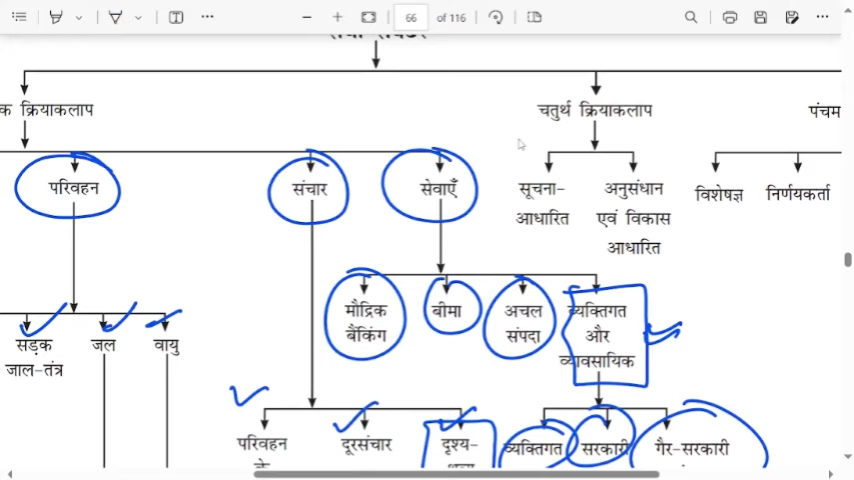 66 of 116
क क्रियाकलाप
चतुर्थ क्रियाकलाप
पंचम
परिवहन
संचार
सेवाएँ
सूचना-
आधारित
अनुसंधान
एवं विकास
आधारित
विशेषज्ञ
निर्णयकर्ता
मौद्रिक
बैंकिंग
बीमा
अचल
संपदा
व्यक्तिगत
और
व्यावसायिक
सड़क
जाल-तंत्र
जल
वायु
परिवहन
दूरसंचार
दृश्य-
व्यक्तिगत
सरकारी
गैर-सरकारी